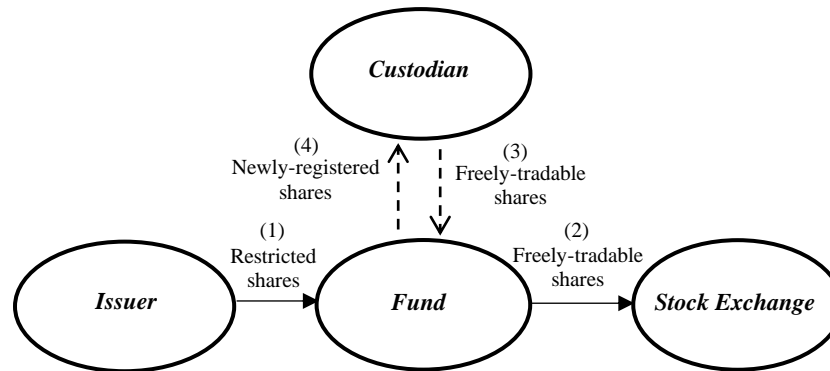 Custodian
(4)
Newly-registered
shares
(3)
Freely-tradable
shares
(1)
Restricted
shares
(2)
Freely-tradable
shares
Issuer
Fund
Stock Exchange